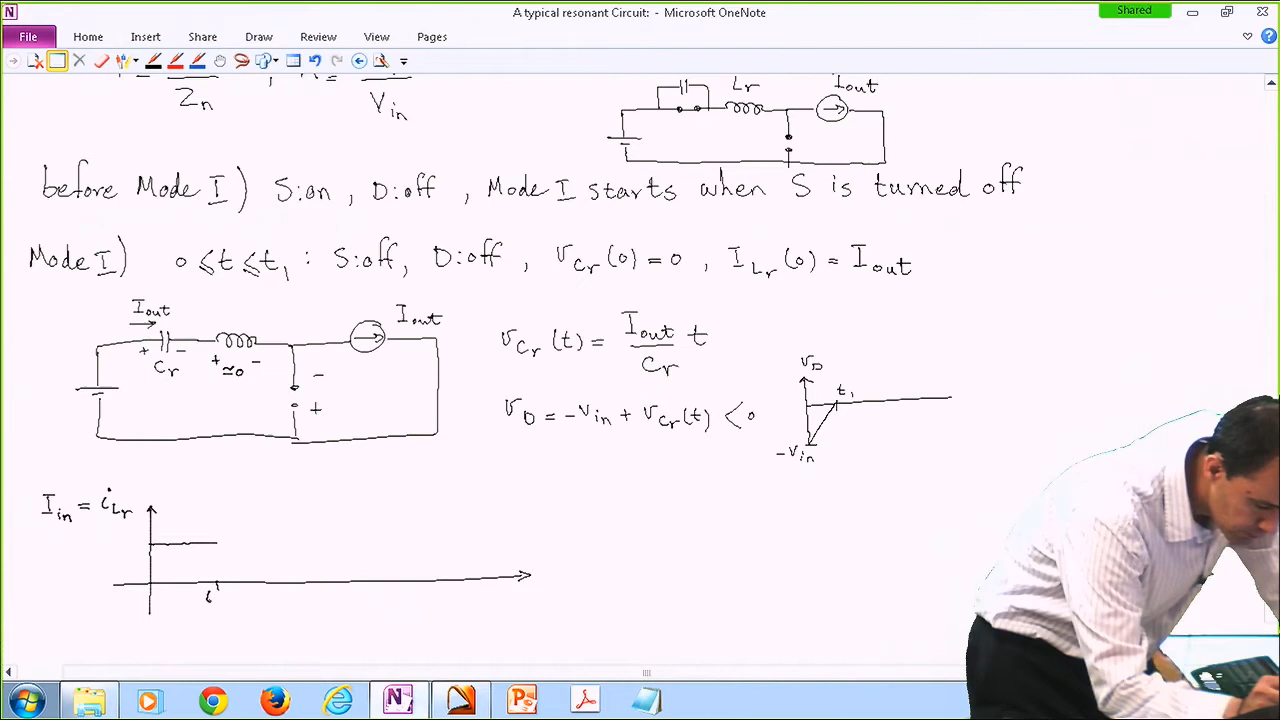 A typical resonant Circuit: - Microsoft OneNote
Shared
File Home Insert Share Draw Review View Pages
Zn
Vin
Lr
Iout
before Mode I) S:on, D:off, Mode I starts when S is turned off
Mode I) 0 ≤ t ≤ t1 : S:off, D:off, vCr(0) = 0, ILr(0) = Iout
Iout
Iout
+ Cr -
+ ≃0 -
-
+
vCr(t) = Iout/Cr t
vD = -Vin + vCr(t) < 0
vD
t1
-Vin
Iin = iLr